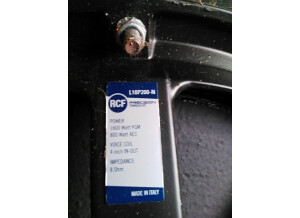 L18P200-N
RCF PRECISION
POWER
1600 Watt PGM
800 Watt AES
VOICE COIL
4-inch IN-OUT
IMPEDANCE
8 Ohm
MADE IN ITALY